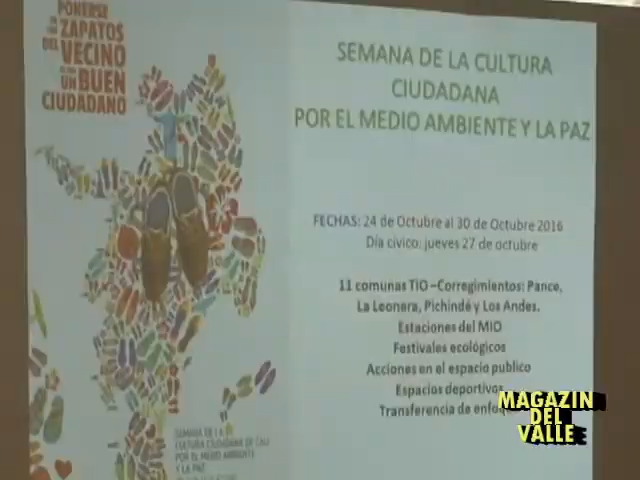 PONERSE
EN LOS ZAPATOS
DEL VECINO
UN BUEN
CIUDADANO
SEMANA DE LA CULTURA
CIUDADANA
POR EL MEDIO AMBIENTE Y LA PAZ
FECHAS: 24 de Octubre al 30 de Octubre 2016
Día cívico: jueves 27 de octubre
11 comunas TIO –Corregimientos: Pance,
La Leonera, Pichindé y Los Andes.
Estaciones del MIO
Festivales ecológicos
Acciones en el espacio publico
Espacios deportivos
Transferencia de
SEMANA DE LA
CULTURA CIUDADANA DE CALI
POR EL MEDIO AMBIENTE
Y LA PAZ
MAGAZIN
DEL
VALLE